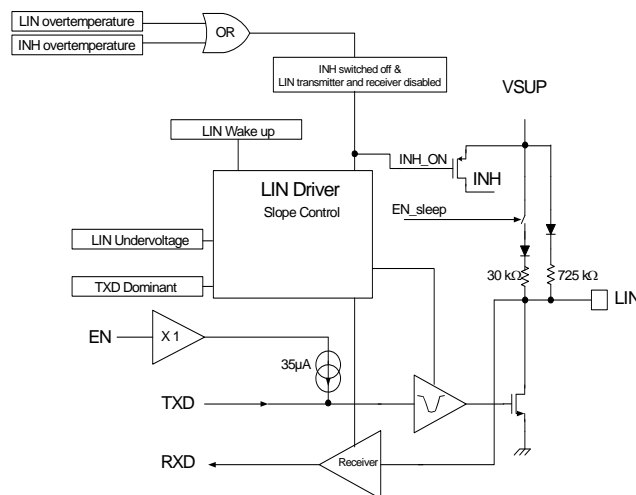 LIN overtemperature
INH overtemperature
OR
INH switched off &
LIN transmitter and receiver disabled
VSUP
LIN Wake up
INH_ON
INH
LIN Driver
Slope Control
EN_sleep
LIN Undervoltage
TXD Dominant
30 kΩ
725 kΩ
LIN
EN
X 1
35µA
TXD
RXD
Receiver